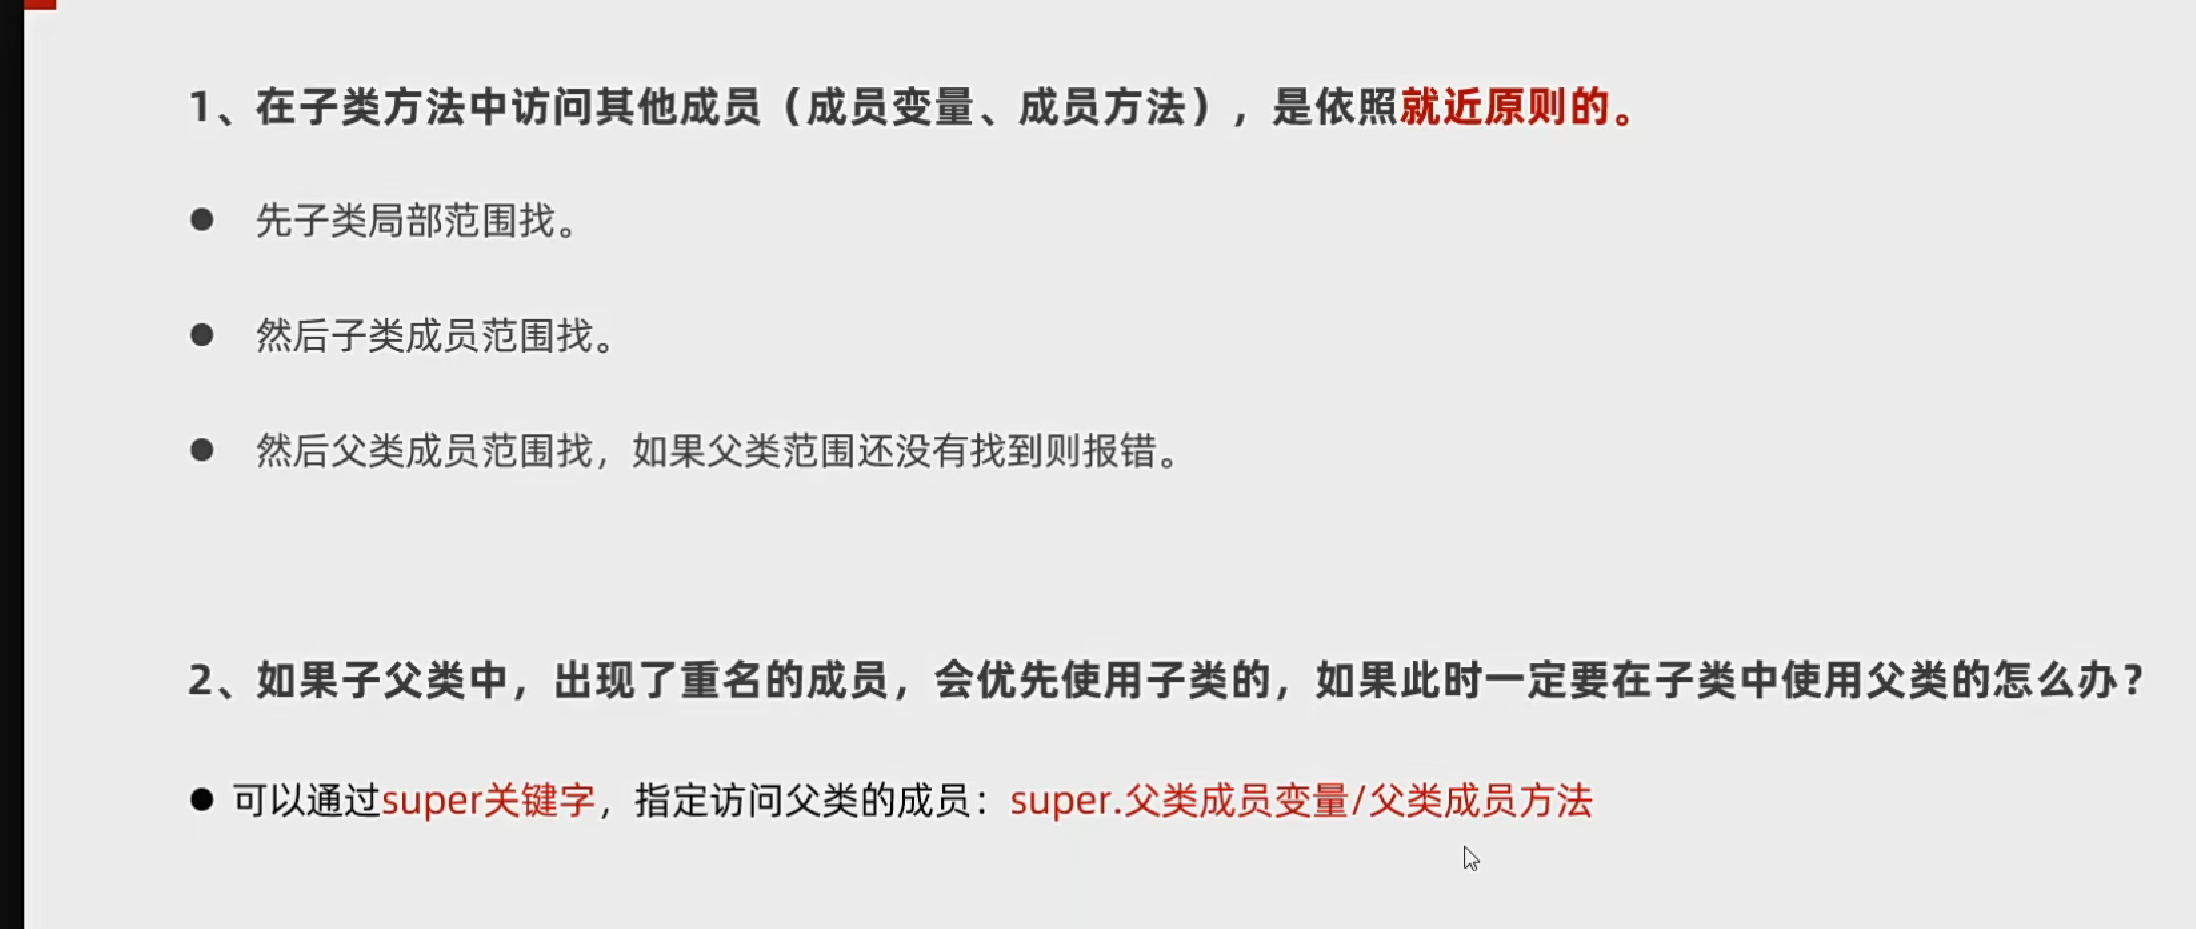 1、在子类方法中访问其他成员（成员变量、成员方法），是依照就近原则的。
● 先子类局部范围找。
● 然后子类成员范围找。
● 然后父类成员范围找，如果父类范围还没有找到则报错。
2、如果子父类中，出现了重名的成员，会优先使用子类的，如果此时一定要在子类中使用父类的怎么办？
● 可以通过super关键字，指定访问父类的成员：super.父类成员变量/父类成员方法